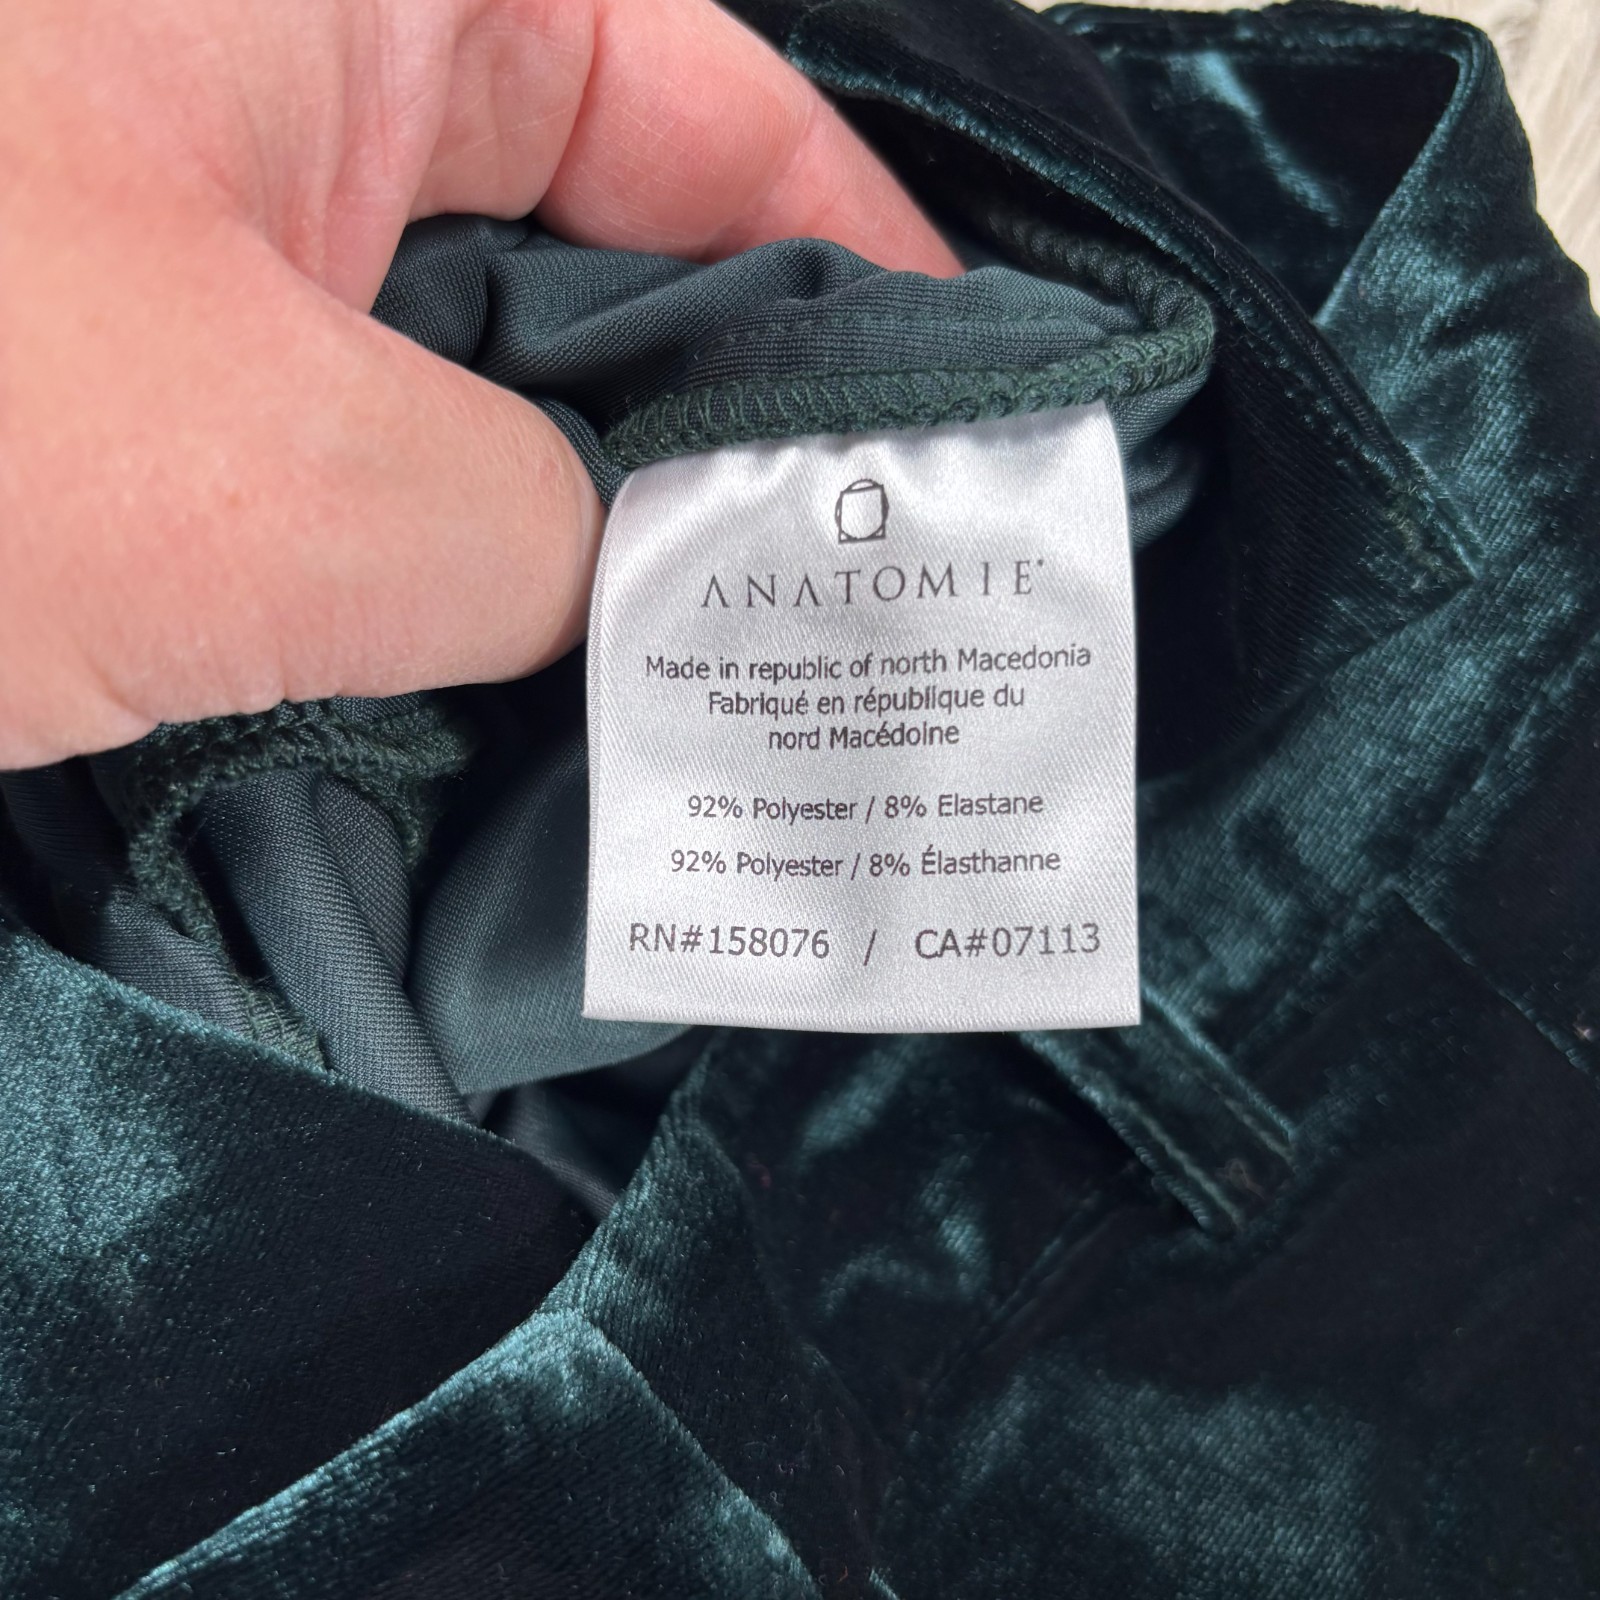 ANATOMIE
Made in republic of north Macedonia
Fabriqué en république du
nord Macédoine
92% Polyester / 8% Elastane
92% Polyester / 8% Élasthanne
RN#158076 / CA#07113